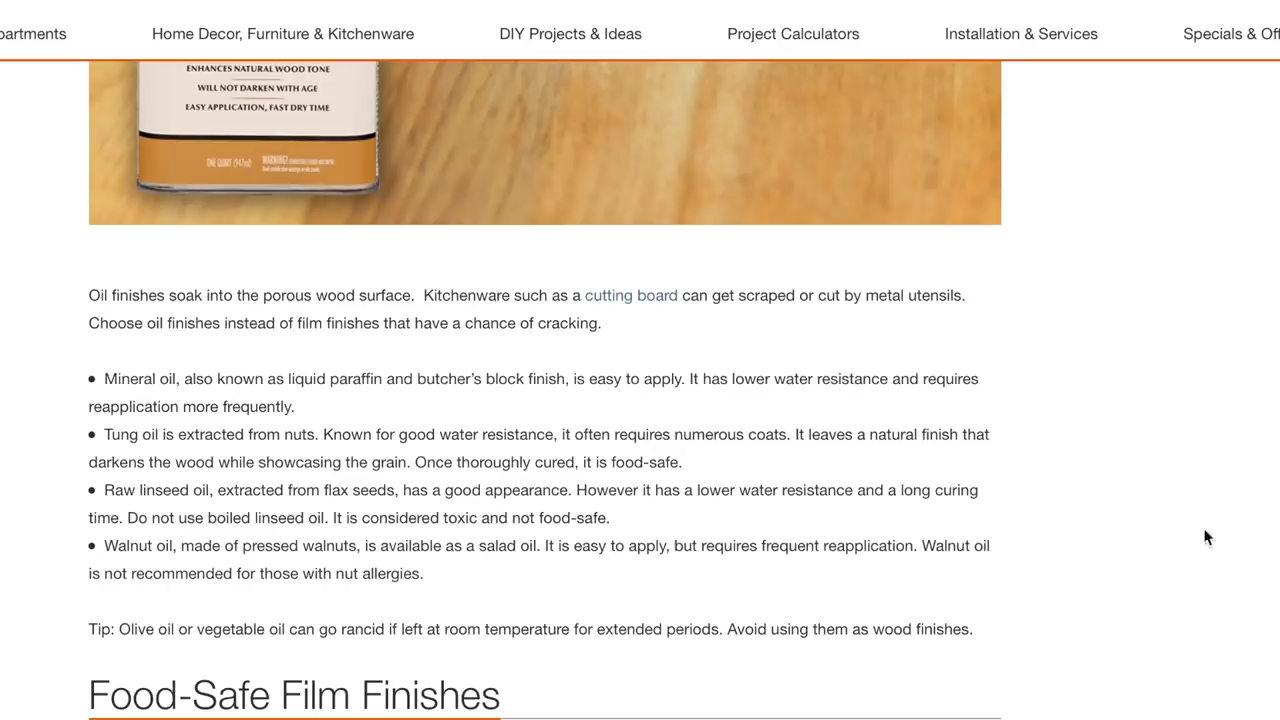 partments Home Decor, Furniture & Kitchenware DIY Projects & Ideas Project Calculators Installation & Services Specials & Off
ENHANCES NATURAL WOOD TONE
WILL NOT DARKEN WITH AGE
EASY APPLICATION, FAST DRY TIME
ONE QUART (947ml) WARNING!
Oil finishes soak into the porous wood surface.  Kitchenware such as a cutting board can get scraped or cut by metal utensils.
Choose oil finishes instead of film finishes that have a chance of cracking.
• Mineral oil, also known as liquid paraffin and butcher’s block finish, is easy to apply. It has lower water resistance and requires
reapplication more frequently.
• Tung oil is extracted from nuts. Known for good water resistance, it often requires numerous coats. It leaves a natural finish that
darkens the wood while showcasing the grain. Once thoroughly cured, it is food-safe.
• Raw linseed oil, extracted from flax seeds, has a good appearance. However it has a lower water resistance and a long curing
time. Do not use boiled linseed oil. It is considered toxic and not food-safe.
• Walnut oil, made of pressed walnuts, is available as a salad oil. It is easy to apply, but requires frequent reapplication. Walnut oil
is not recommended for those with nut allergies.
Tip: Olive oil or vegetable oil can go rancid if left at room temperature for extended periods. Avoid using them as wood finishes.
Food-Safe Film Finishes